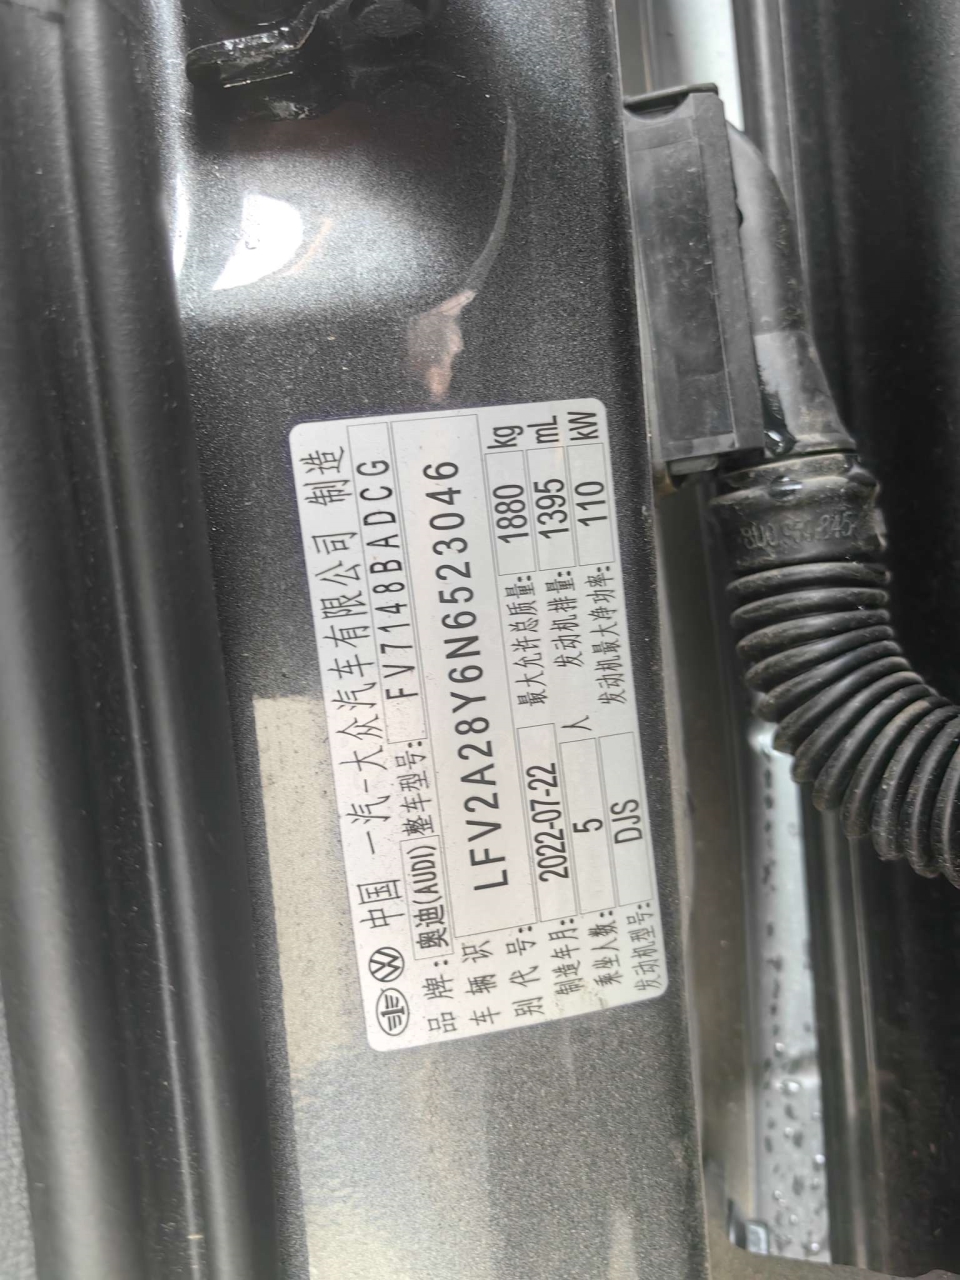 中国 一汽-大众汽车有限公司 制造
品牌: 奥迪(AUDI) 整车型号: FV7148BADCG
车辆识别代号: LFV2A28Y6N6523046
制造年月: 2022-07-22 最大允许总质量: 1880 kg
乘坐人数: 5 人 发动机排量: 1395 mL
发动机型号: DJS 发动机最大净功率: 110 kW